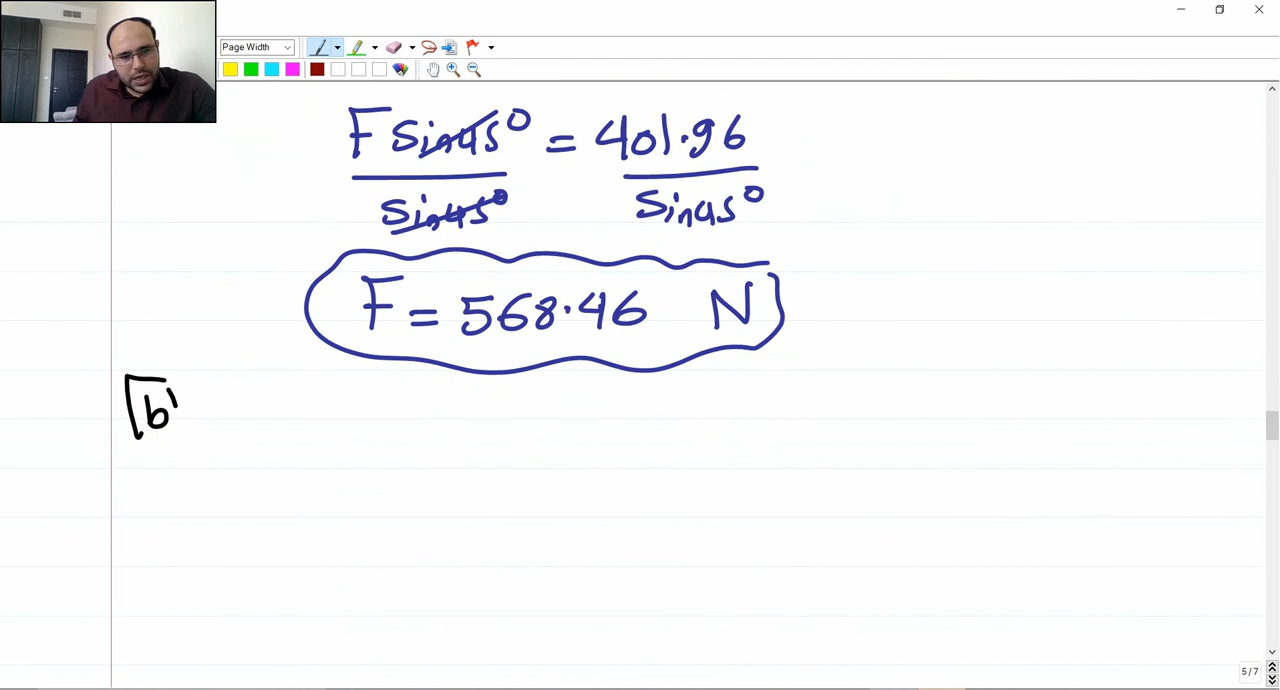 Page Width
F sin45° = 401.96
sin45° sin45°
F = 568.46 N
b
5/7